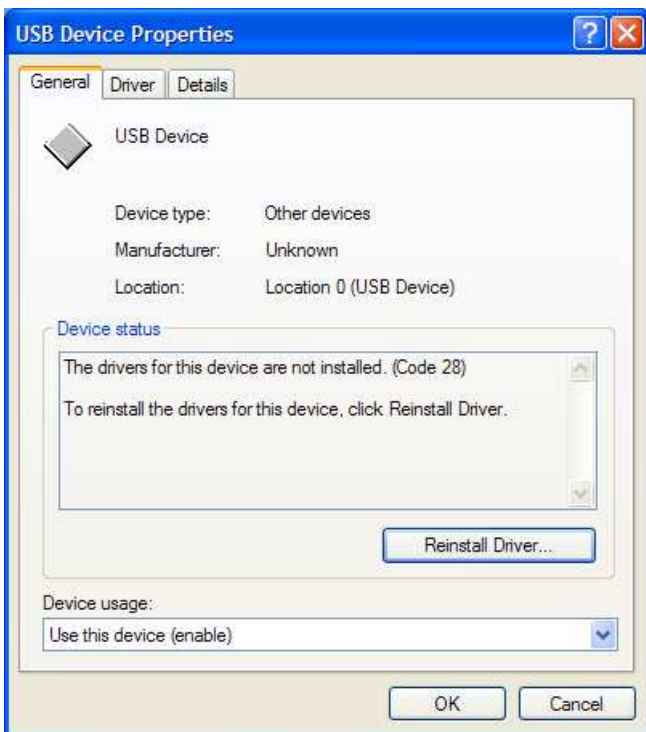 USB Device Properties
General Driver Details
USB Device
Device type: Other devices
Manufacturer: Unknown
Location: Location 0 (USB Device)
Device status
The drivers for this device are not installed. (Code 28)
To reinstall the drivers for this device, click Reinstall Driver.
Reinstall Driver...
Device usage:
Use this device (enable)
OK Cancel